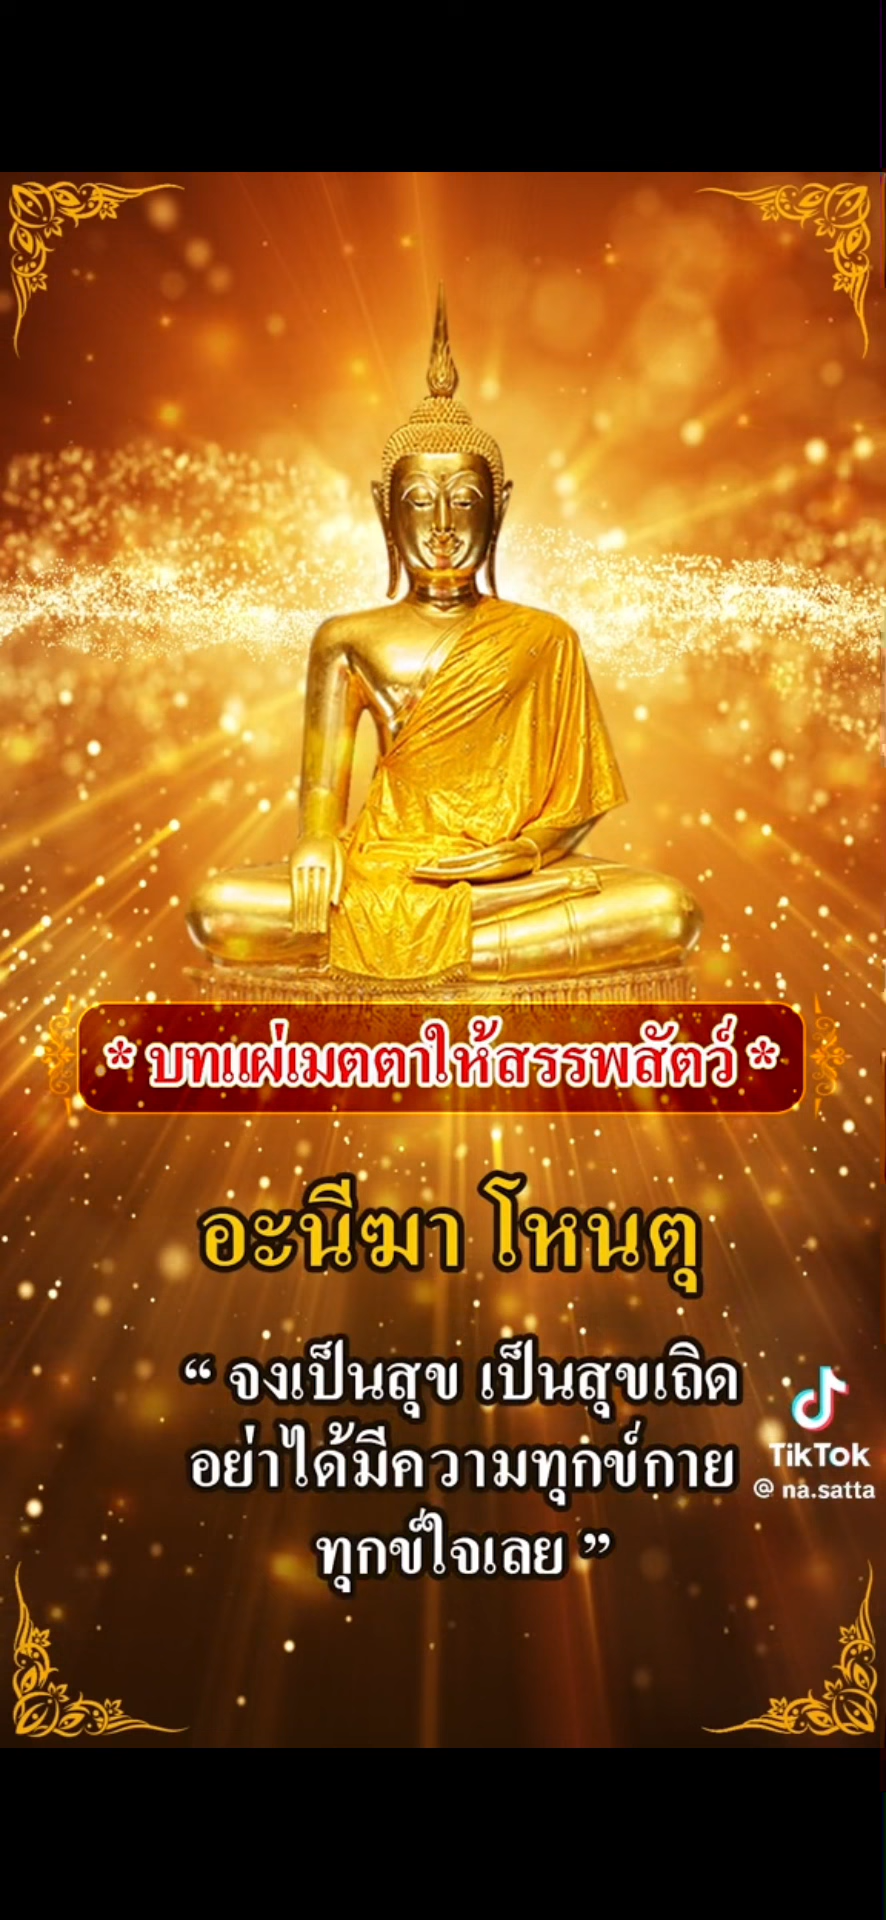 * บทแผ่เมตตาให้สรรพสัตว์ *
อะนีฆา โหนตุ
“ จงเป็นสุข เป็นสุขเถิด
อย่าได้มีความทุกข์กาย
ทุกข์ใจเลย ”
TikTok
@ na.satta